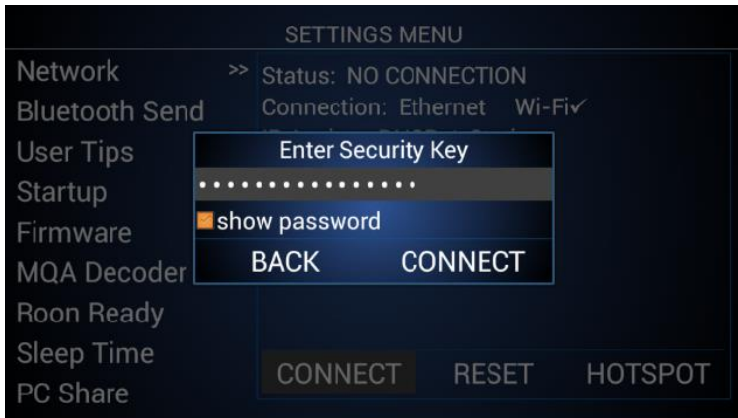 SETTINGS MENU
Network >>
Bluetooth Send
User Tips
Startup
Firmware
MQA Decoder
Roon Ready
Sleep Time
PC Share
Status: NO CONNECTION
Connection: Ethernet Wi-Fi✓
Enter Security Key
••••••••••••••••
show password
BACK CONNECT
CONNECT RESET HOTSPOT